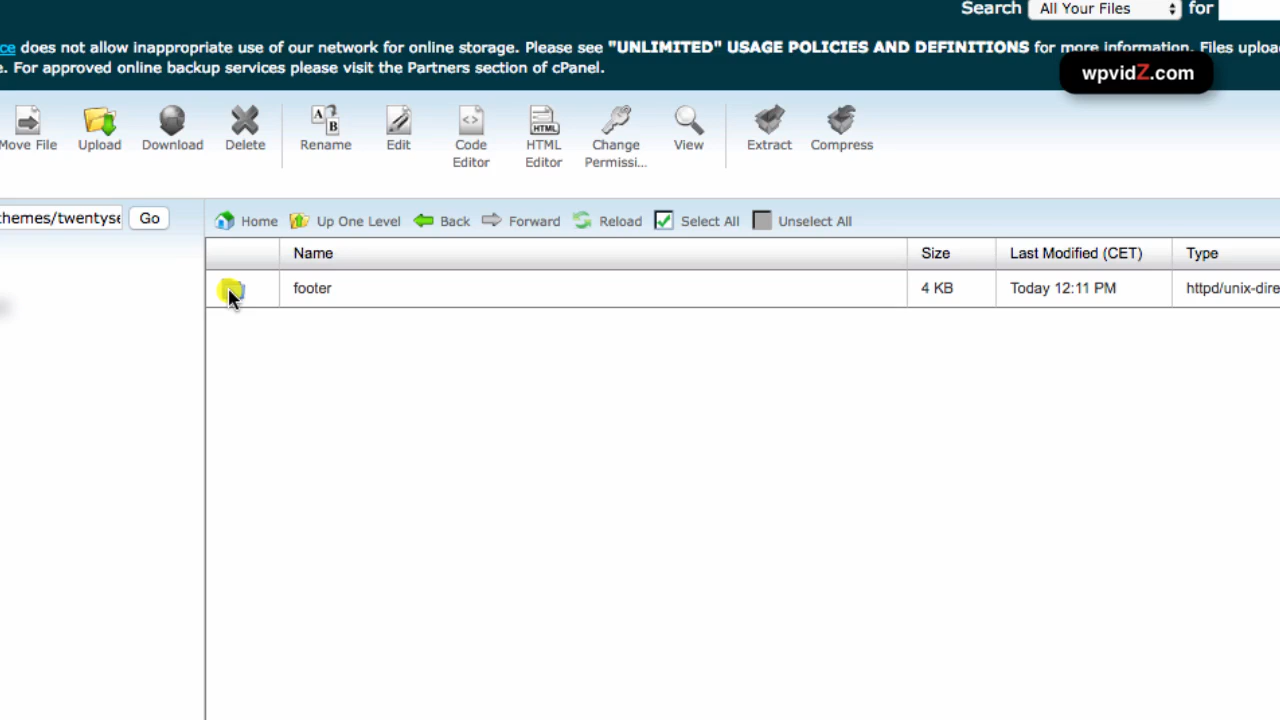 Search All Your Files for
ce does not allow inappropriate use of our network for online storage. Please see "UNLIMITED" USAGE POLICIES AND DEFINITIONS for more information. Files uploa
e. For approved online backup services please visit the Partners section of cPanel.
wpvidZ.com
Move File Upload Download Delete Rename Edit Code Editor HTML Editor Change Permissi... View Extract Compress
themes/twentyse Go Home Up One Level Back Forward Reload Select All Unselect All
Name Size Last Modified (CET) Type
footer 4 KB Today 12:11 PM httpd/unix-dire